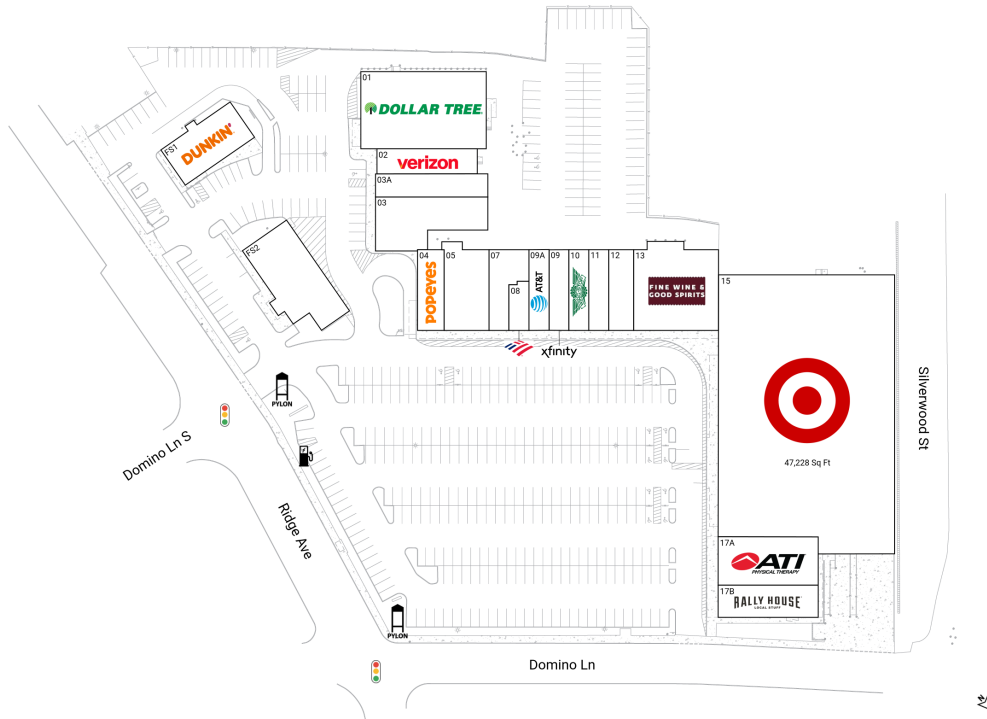 01
DOLLAR TREE
FS1
DUNKIN'
02
verizon
03A
03
FS2
04
POPEYES
05
07
08
09A
AT&T
09
10
11
12
13
FINE WINE &
GOOD SPIRITS
15
xfinity
PYLON
47,228 Sq Ft
Silverwood St
Domino Ln S
Ridge Ave
17A
ATI
PHYSICAL THERAPY
17B
RALLY HOUSE
LOCAL STUFF
PYLON
Domino Ln
N